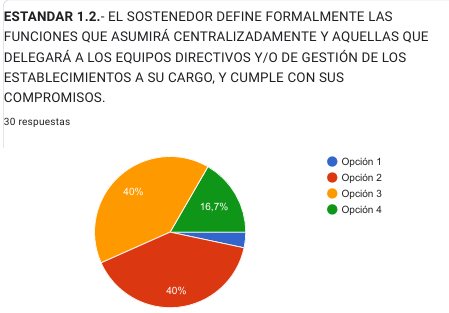 ESTANDAR 1.2.- EL SOSTENEDOR DEFINE FORMALMENTE LAS
FUNCIONES QUE ASUMIRÁ CENTRALIZADAMENTE Y AQUELLAS QUE
DELEGARÁ A LOS EQUIPOS DIRECTIVOS Y/O DE GESTIÓN DE LOS
ESTABLECIMIENTOS A SU CARGO, Y CUMPLE CON SUS
COMPROMISOS.
30 respuestas
Opción 1
Opción 2
Opción 3
Opción 4
40%
16,7%
40%